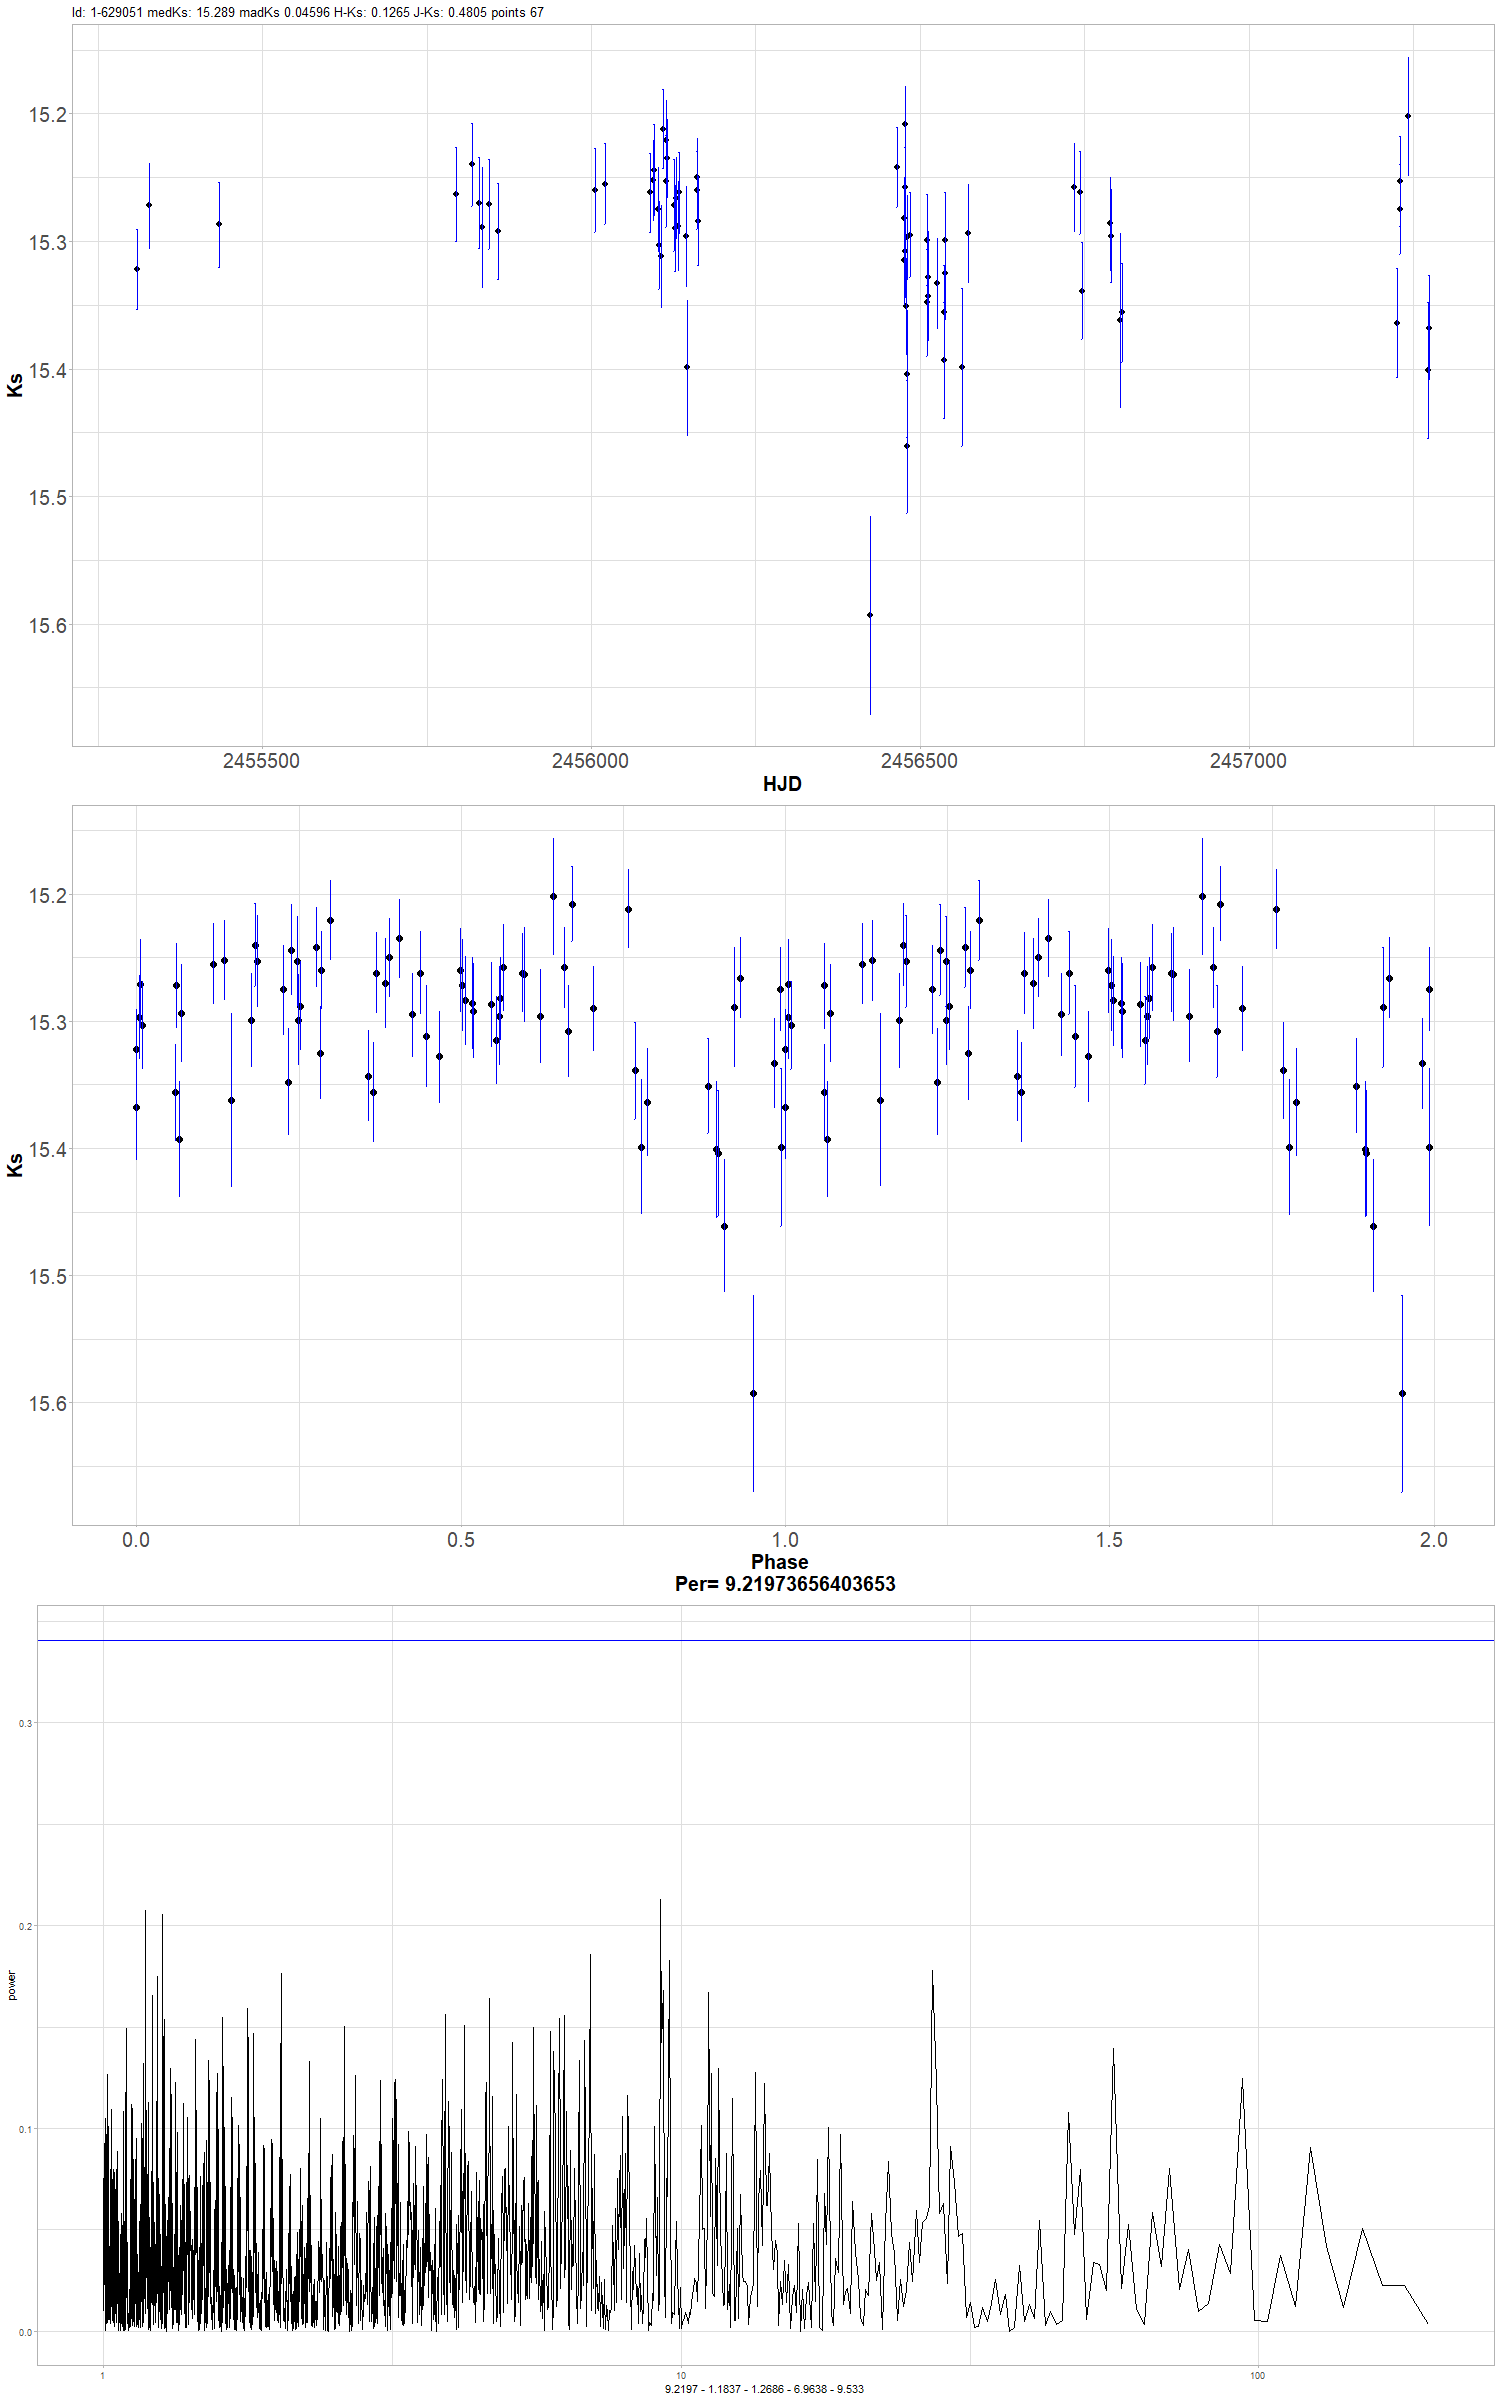 Id: 1-629051 medKs: 15.289 madKs 0.04596 H-Ks: 0.1265 J-Ks: 0.4805 points 67
15.2
15.3
15.4
15.5
15.6
Ks
2455500 2456000 2456500 2457000
HJD
15.2
15.3
15.4
15.5
15.6
Ks
0.0 0.5 1.0 1.5 2.0
Phase
Per= 9.21973656403653
0.3
0.2
0.1
0.0
power
1 10 100
9.2197 - 1.1837 - 1.2686 - 6.9638 - 9.533